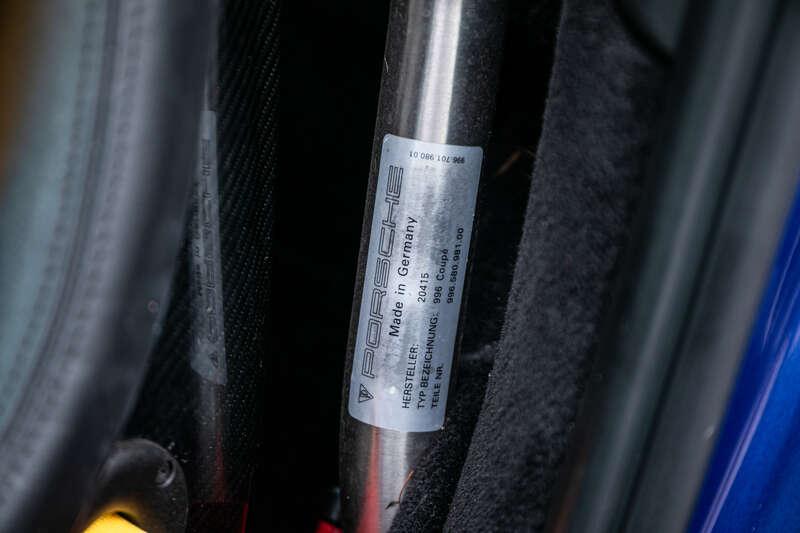 PORSCHE
Made in Germany
HERSTELLER: 20415
TYP BEZEICHNUNG: 996 Coupé
TEILE NR. 996.580.981.00
996.701.980.01